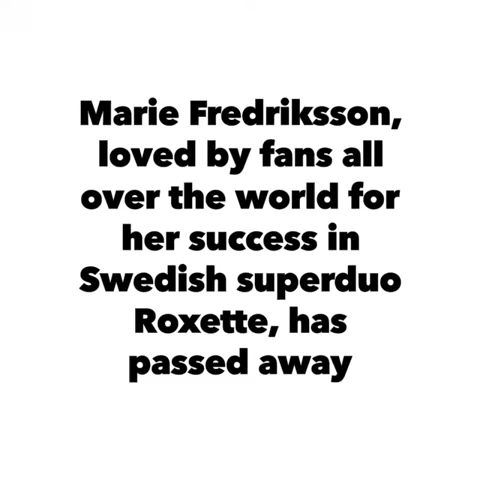 Marie Fredriksson,
loved by fans all
over the world for
her success in
Swedish superduo
Roxette, has
passed away